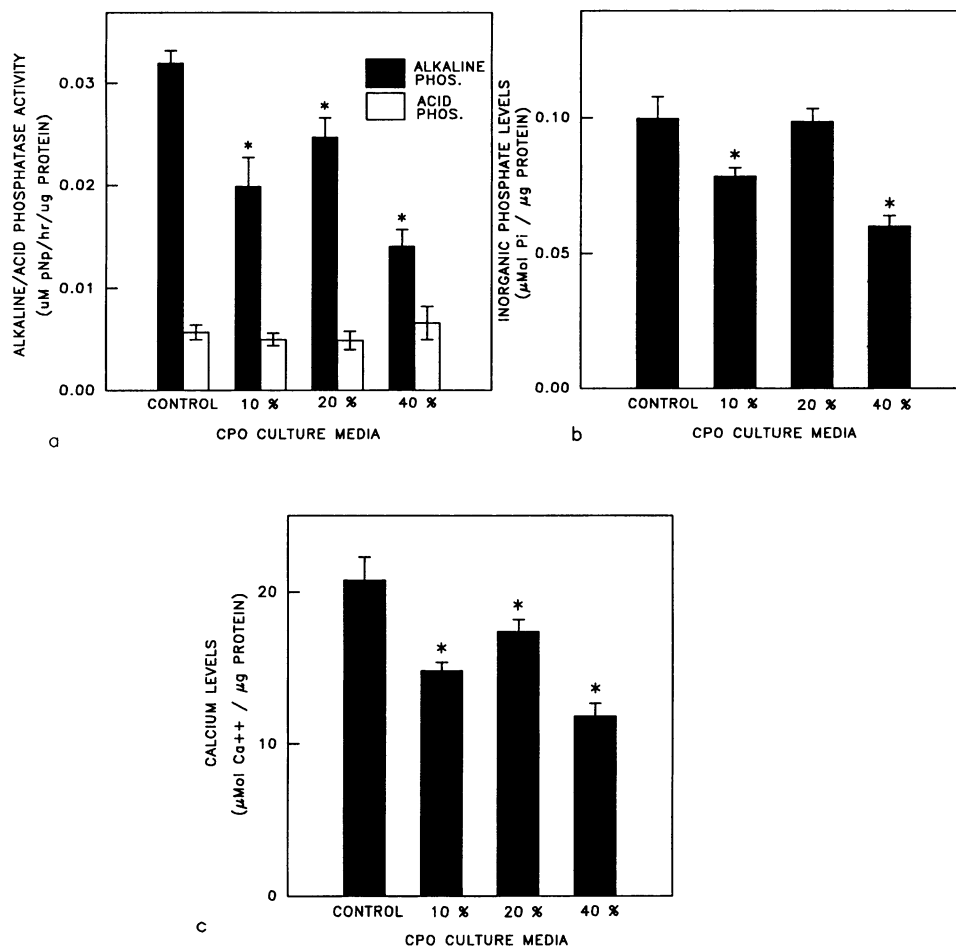 ALKALINE/ACID PHOSPHATASE ACTIVITY
(uM pNp/hr/ug PROTEIN)
0.03
0.02
0.01
0.00
ALKALINE
PHOS.
ACID
PHOS.
*
*
*
CONTROL 10 % 20 % 40 %
CPO CULTURE MEDIA
a
INORGANIC PHOSPHATE LEVELS
(μMol Pi / μg PROTEIN)
0.10
0.05
0.00
*
*
CONTROL 10 % 20 % 40 %
CPO CULTURE MEDIA
b
CALCIUM LEVELS
(μMol Ca++ / μg PROTEIN)
20
10
0
*
*
*
CONTROL 10 % 20 % 40 %
CPO CULTURE MEDIA
c